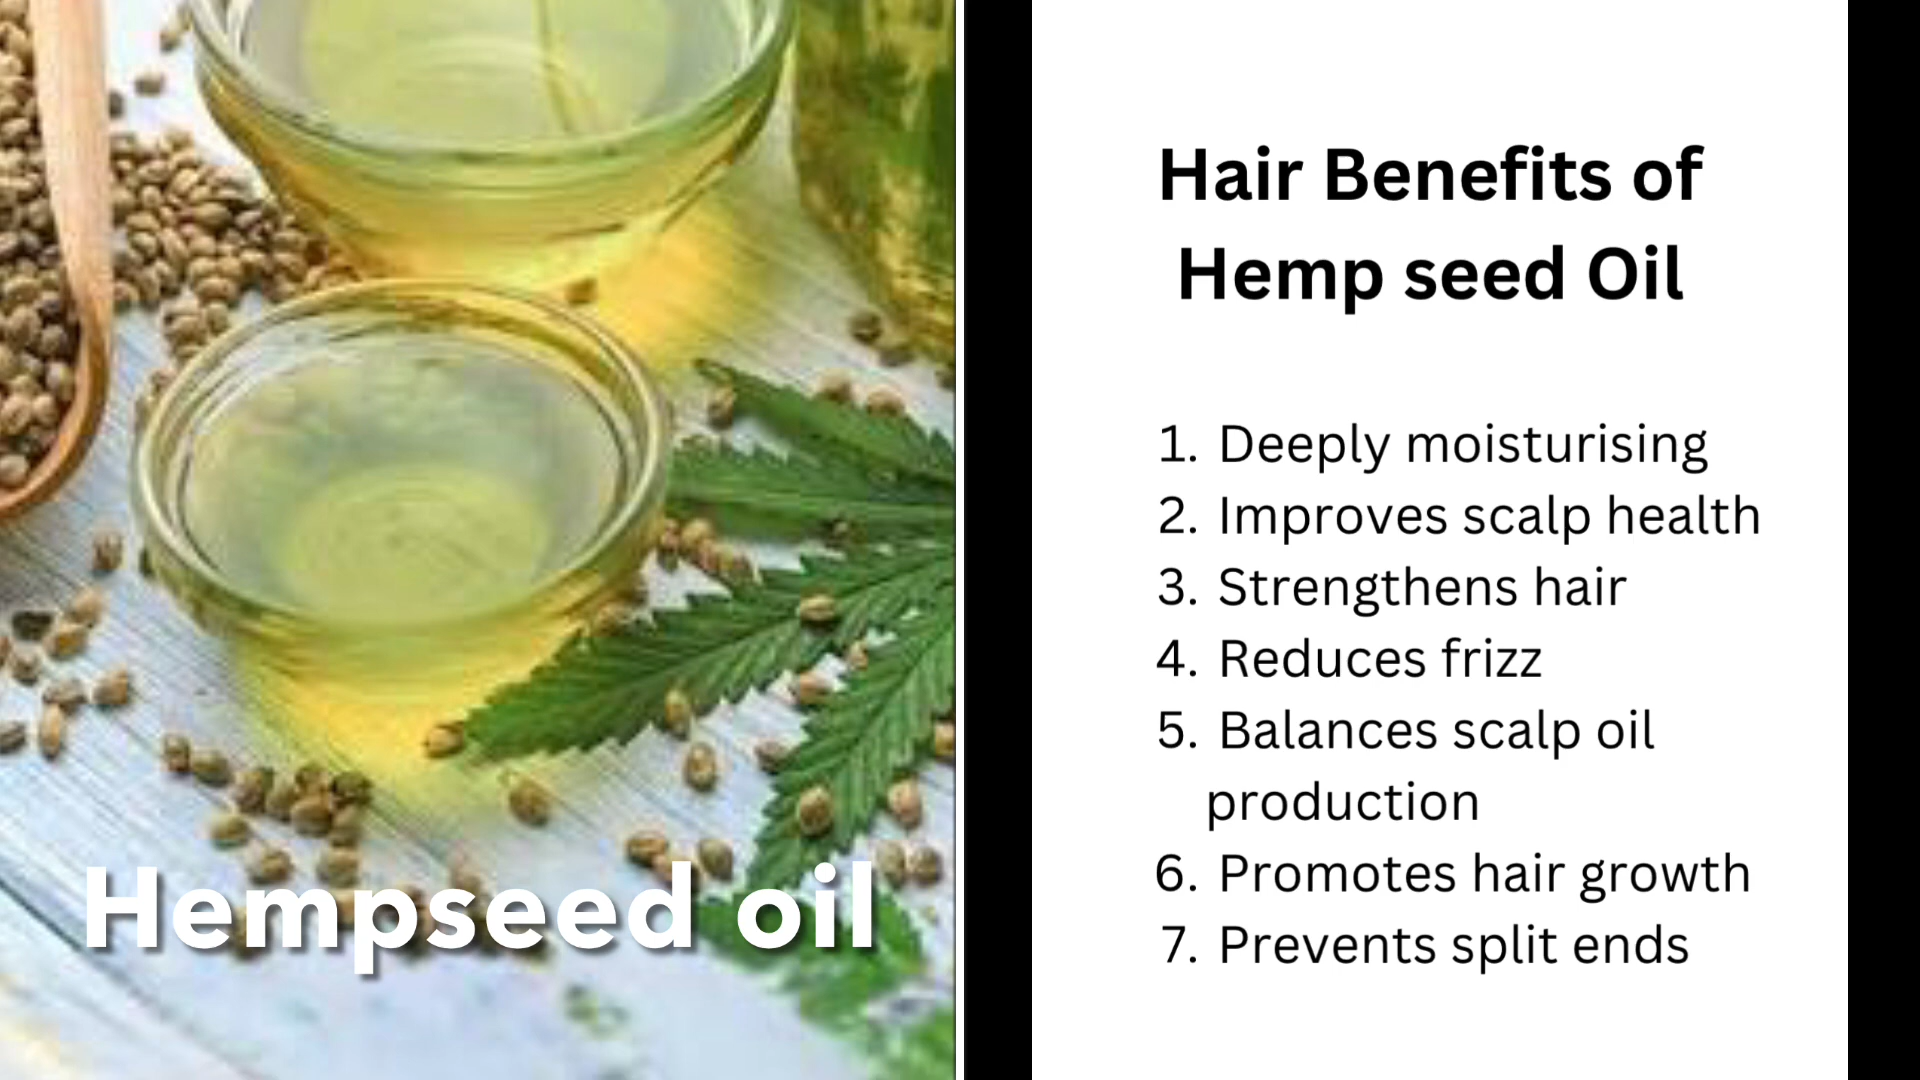 Hempseed oil
Hair Benefits of
Hemp seed Oil
1. Deeply moisturising
2. Improves scalp health
3. Strengthens hair
4. Reduces frizz
5. Balances scalp oil
production
6. Promotes hair growth
7. Prevents split ends